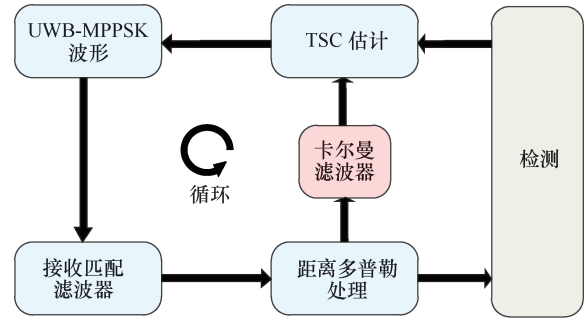 UWB-MPPSK
波形
TSC 估计
检测
卡尔曼
滤波器
循环
接收匹配
滤波器
距离多普勒
处理